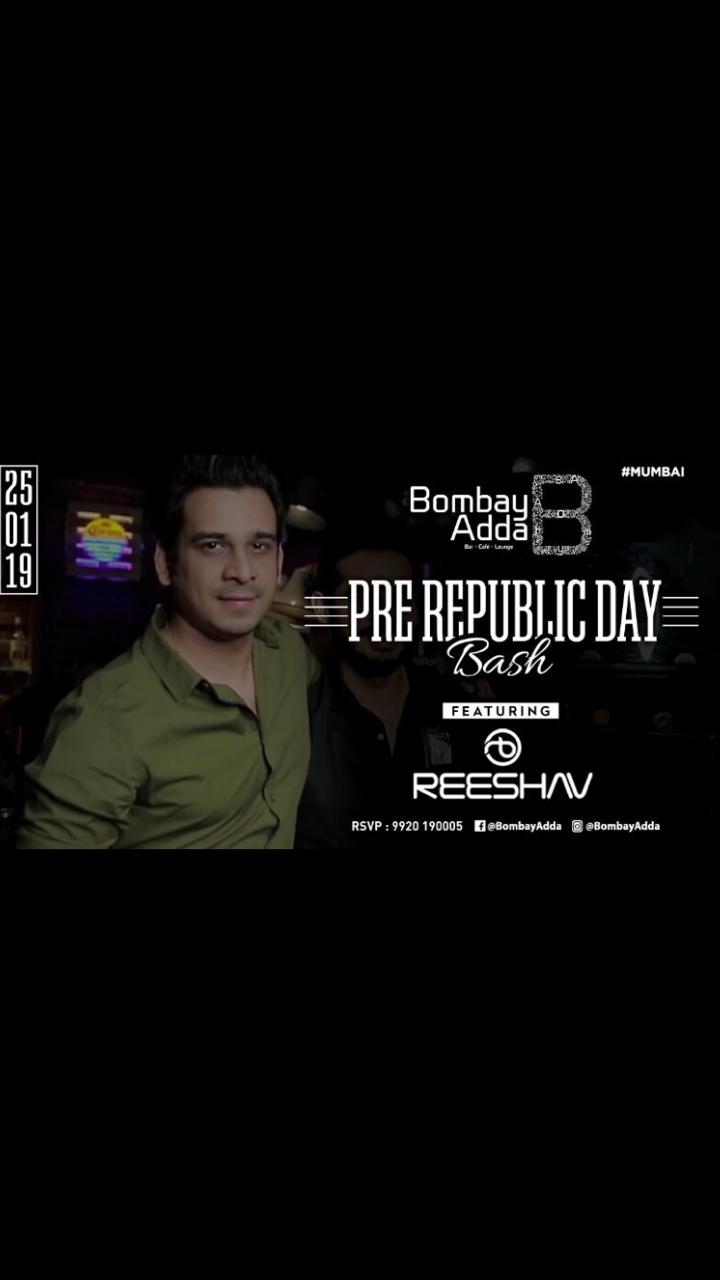 25
01
19
#MUMBAI
Bombay
Adda
B
Bar - Café - Lounge
PRE REPUBLIC DAY
Bash
FEATURING
REESHAV
RSVP : 9920 190005 @BombayAdda @BombayAdda